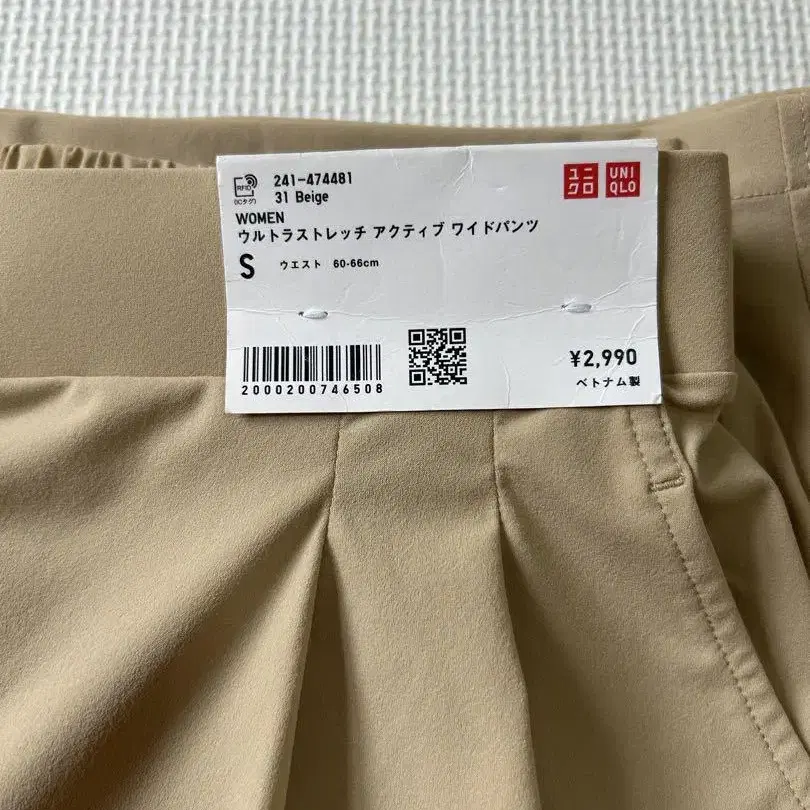 RFID
(ICタグ)
241-474481
31 Beige
ユニクロ
UNIQLO
WOMEN
ウルトラストレッチ アクティブ ワイドパンツ
S ウエスト 60-66cm
2000200746508
¥2,990
ベトナム製